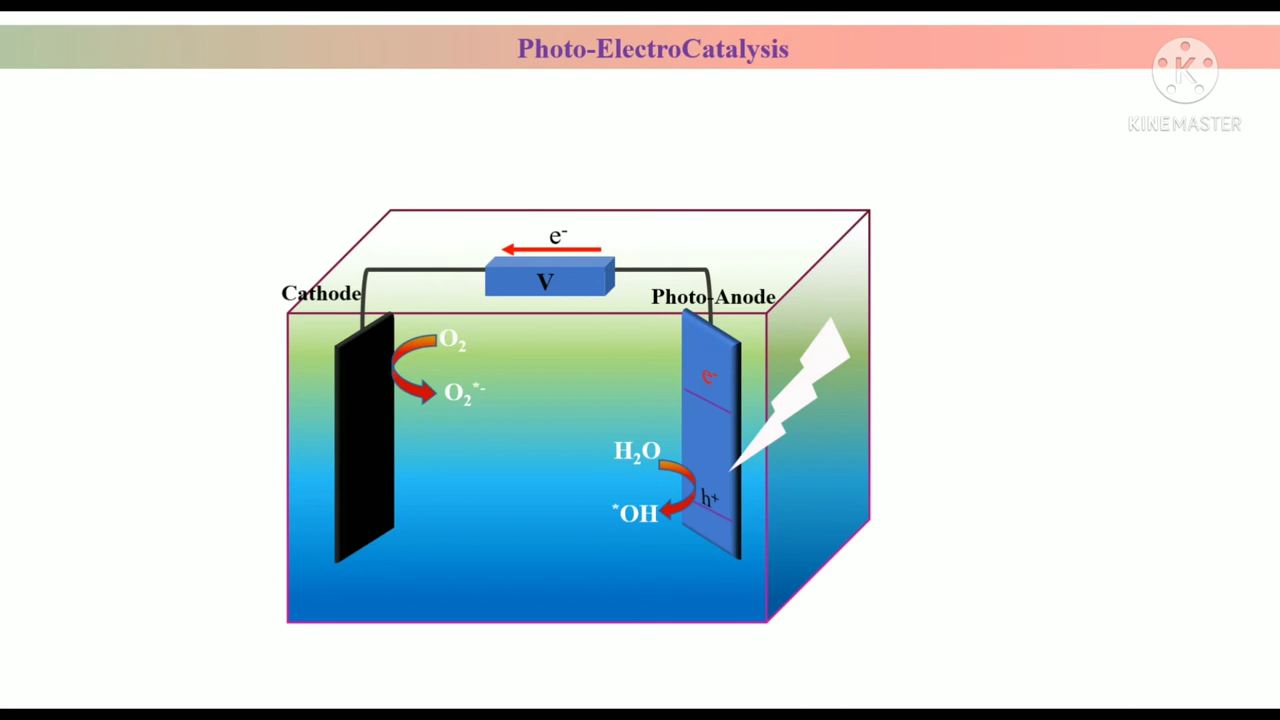 Photo-ElectroCatalysis
K
KINEMASTER
e⁻
V
Cathode
Photo-Anode
O₂
O₂*⁻
e⁻
H₂O
h⁺
*OH